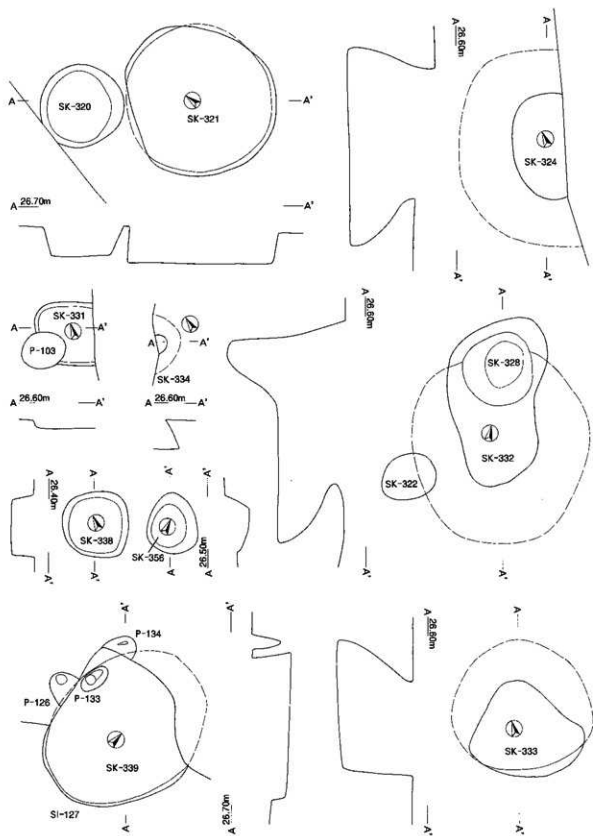 A
SK-320
SK-321
A'
A 26.70m
A'
A 26.60m
A
SK-324
A'
A'
SK-331
A
A'
P-103
A 26.60m
A'
A
A'
SK-334
A 26.60m
A'
A 26.60m
A
SK-328
SK-332
SK-322
A'
A'
A 26.40m
A
SK-338
A'
A'
A'
A'
SK-356
A
A 26.50m
A'
A'
P-134
P-126
P-133
SK-339
SI-127
A
A 26.70m
A 26.60m
A
SK-333
A'
A'